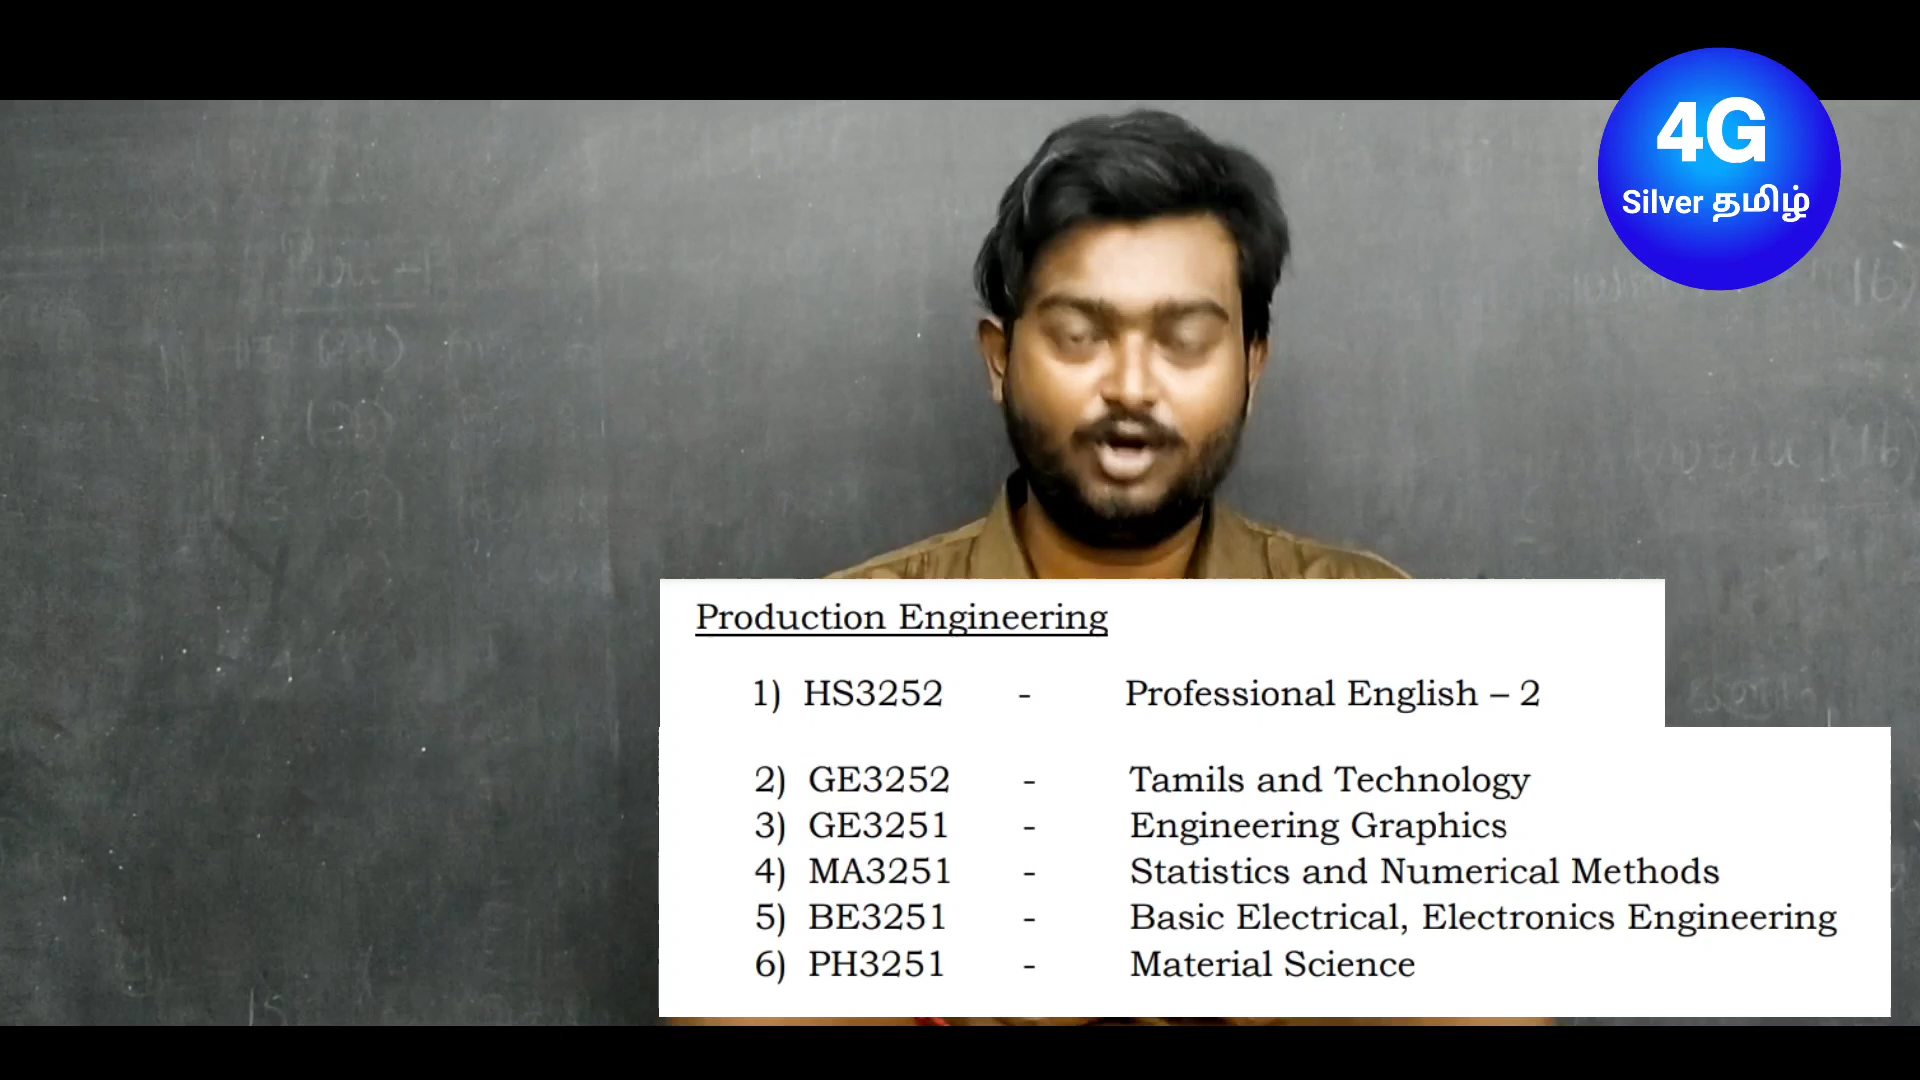 4G
Silver தமிழ்
Production Engineering
1) HS3252 - Professional English – 2
2) GE3252 - Tamils and Technology
3) GE3251 - Engineering Graphics
4) MA3251 - Statistics and Numerical Methods
5) BE3251 - Basic Electrical, Electronics Engineering
6) PH3251 - Material Science